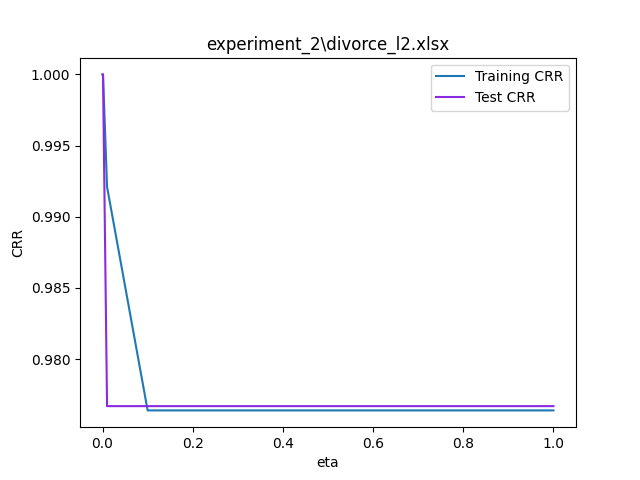 experiment_2\divorce_l2.xlsx
1.000
0.995
0.990
0.985
0.980
CRR
Training CRR
Test CRR
0.0 0.2 0.4 0.6 0.8 1.0
eta